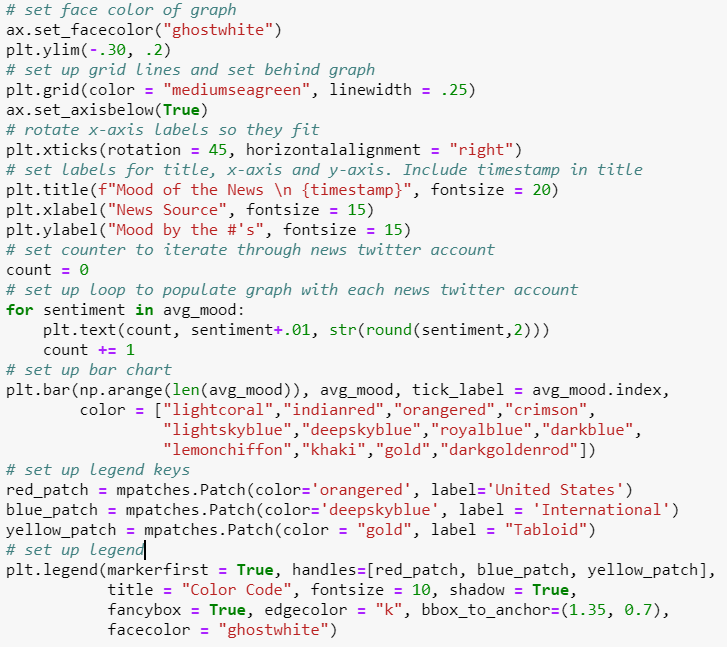 # set face color of graph
ax.set_facecolor("ghostwhite")
plt.ylim(-.30, .2)
# set up grid lines and set behind graph
plt.grid(color = "mediumseagreen", linewidth = .25)
ax.set_axisbelow(True)
# rotate x-axis labels so they fit
plt.xticks(rotation = 45, horizontalalignment = "right")
# set labels for title, x-axis and y-axis. Include timestamp in title
plt.title(f"Mood of the News \n {timestamp}", fontsize = 20)
plt.xlabel("News Source", fontsize = 15)
plt.ylabel("Mood by the #'s", fontsize = 15)
# set counter to iterate through news twitter account
count = 0
# set up loop to populate graph with each news twitter account
for sentiment in avg_mood:
    plt.text(count, sentiment+.01, str(round(sentiment,2)))
    count += 1
# set up bar chart
plt.bar(np.arange(len(avg_mood)), avg_mood, tick_label = avg_mood.index,
        color = ["lightcoral","indianred","orangered","crimson",
                 "lightskyblue","deepskyblue","royalblue","darkblue",
                 "lemonchiffon","khaki","gold","darkgoldenrod"])
# set up legend keys
red_patch = mpatches.Patch(color='orangered', label='United States')
blue_patch = mpatches.Patch(color='deepskyblue', label = 'International')
yellow_patch = mpatches.Patch(color = "gold", label = "Tabloid")
# set up legend
plt.legend(markerfirst = True, handles=[red_patch, blue_patch, yellow_patch],
           title = "Color Code", fontsize = 10, shadow = True,
           fancybox = True, edgecolor = "k", bbox_to_anchor=(1.35, 0.7),
           facecolor = "ghostwhite")